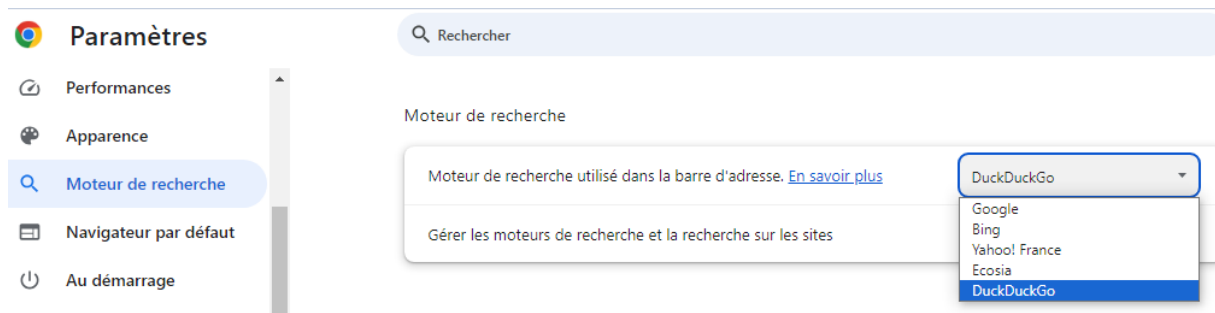 Paramètres
Rechercher
Performances
Apparence
Moteur de recherche
Navigateur par défaut
Au démarrage
Moteur de recherche
Moteur de recherche utilisé dans la barre d'adresse. En savoir plus
DuckDuckGo
Gérer les moteurs de recherche et la recherche sur les sites
Google
Bing
Yahoo! France
Ecosia
DuckDuckGo